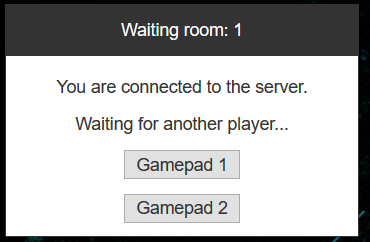 Waiting room: 1
You are connected to the server.
Waiting for another player...
Gamepad 1
Gamepad 2